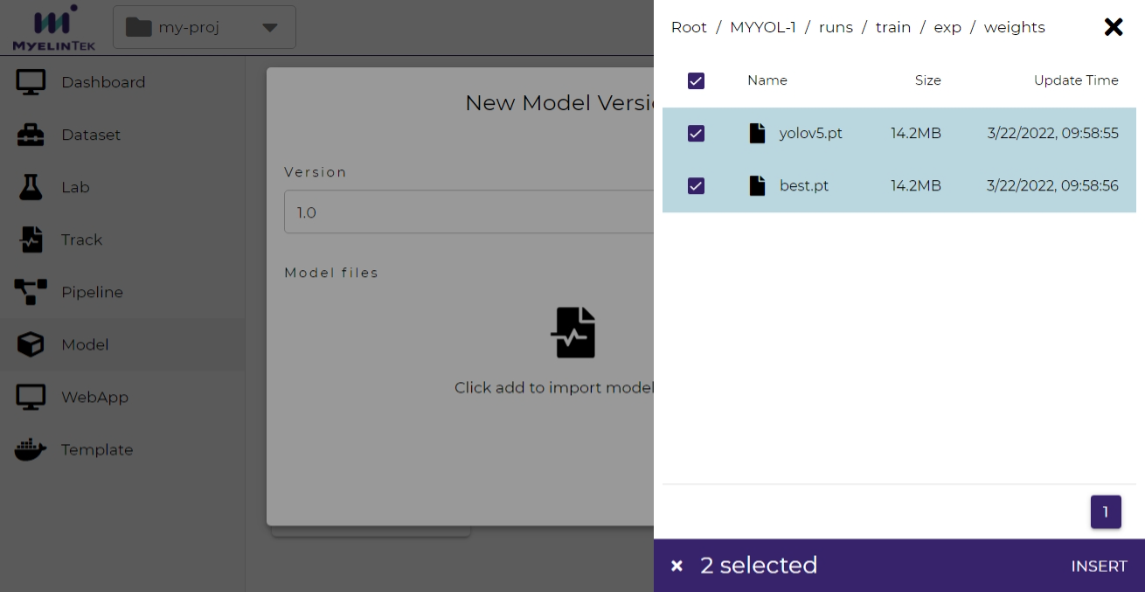 MYELINTEK
my-proj
Dashboard
Dataset
Lab
Track
Pipeline
Model
WebApp
Template
New Model Versi
Version
1.0
Model files
Click add to import model
Root / MYYOL-1 / runs / train / exp / weights
Name Size Update Time
yolov5.pt 14.2MB 3/22/2022, 09:58:55
best.pt 14.2MB 3/22/2022, 09:58:56
1
2 selected INSERT